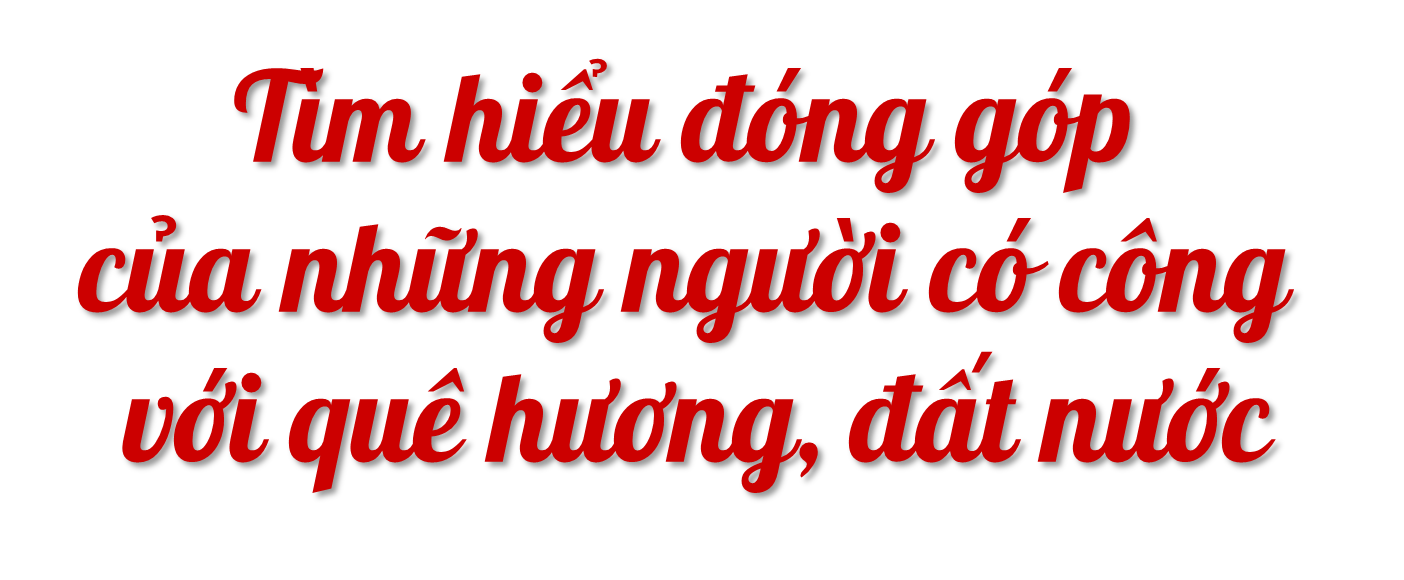 Tìm hiểu đóng góp
của những người có công
với quê hương, đất nước